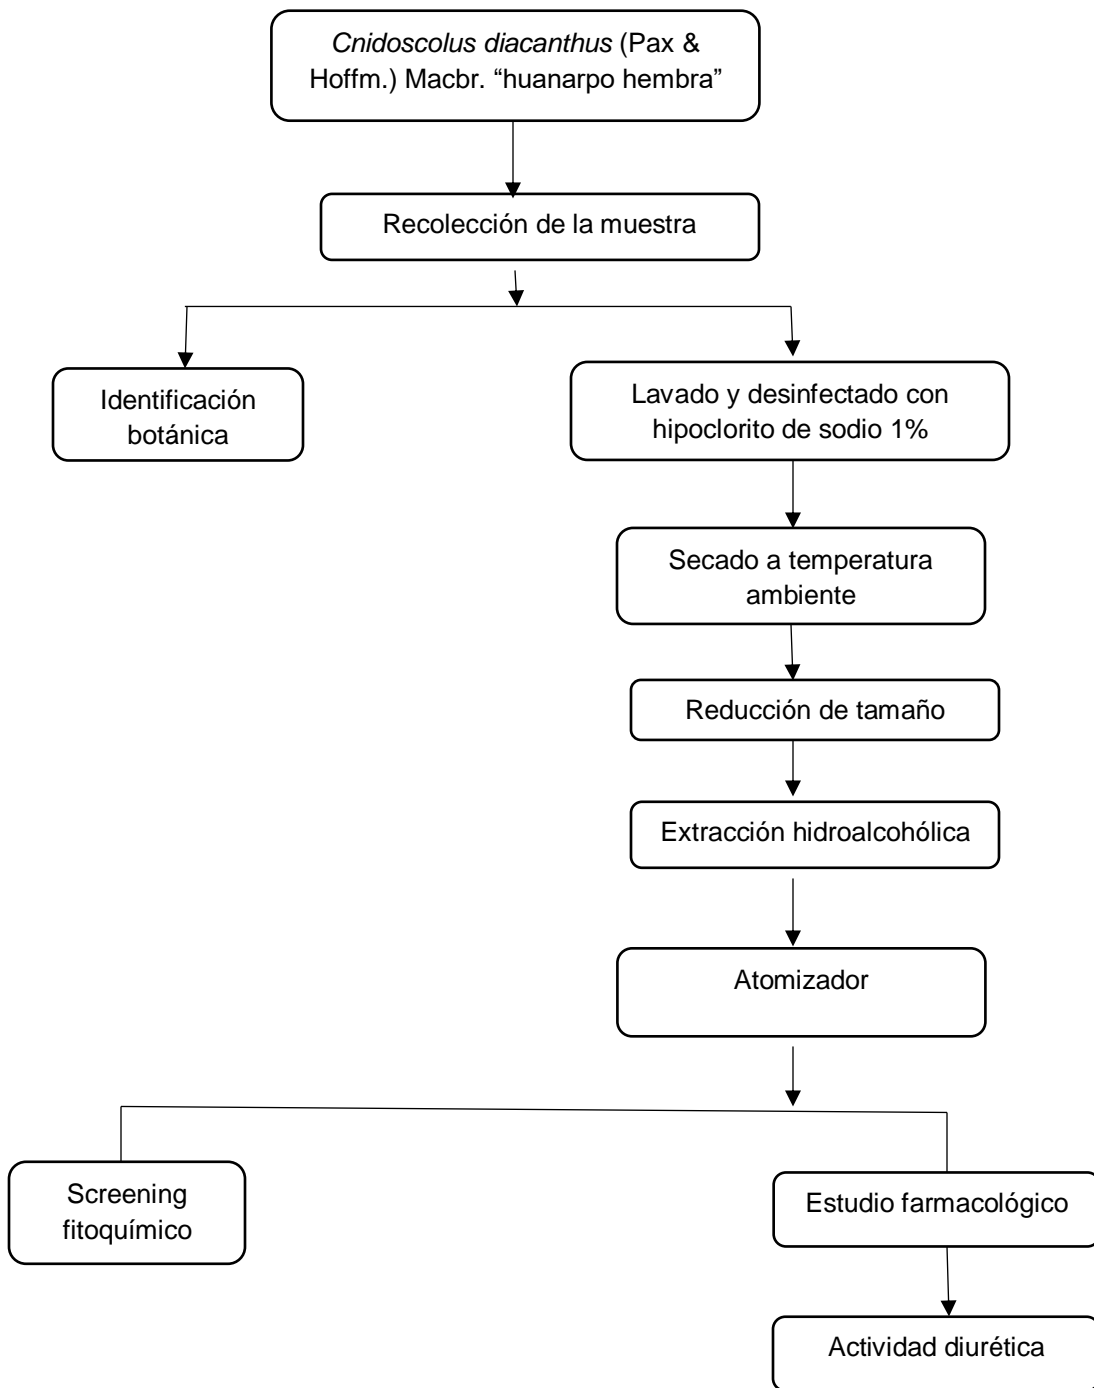 Cnidoscolus diacanthus (Pax &
Hoffm.) Macbr. “huanarpo hembra”
Recolección de la muestra
Identificación
botánica
Lavado y desinfectado con
hipoclorito de sodio 1%
Secado a temperatura
ambiente
Reducción de tamaño
Extracción hidroalcohólica
Atomizador
Screening
fitoquímico
Estudio farmacológico
Actividad diurética